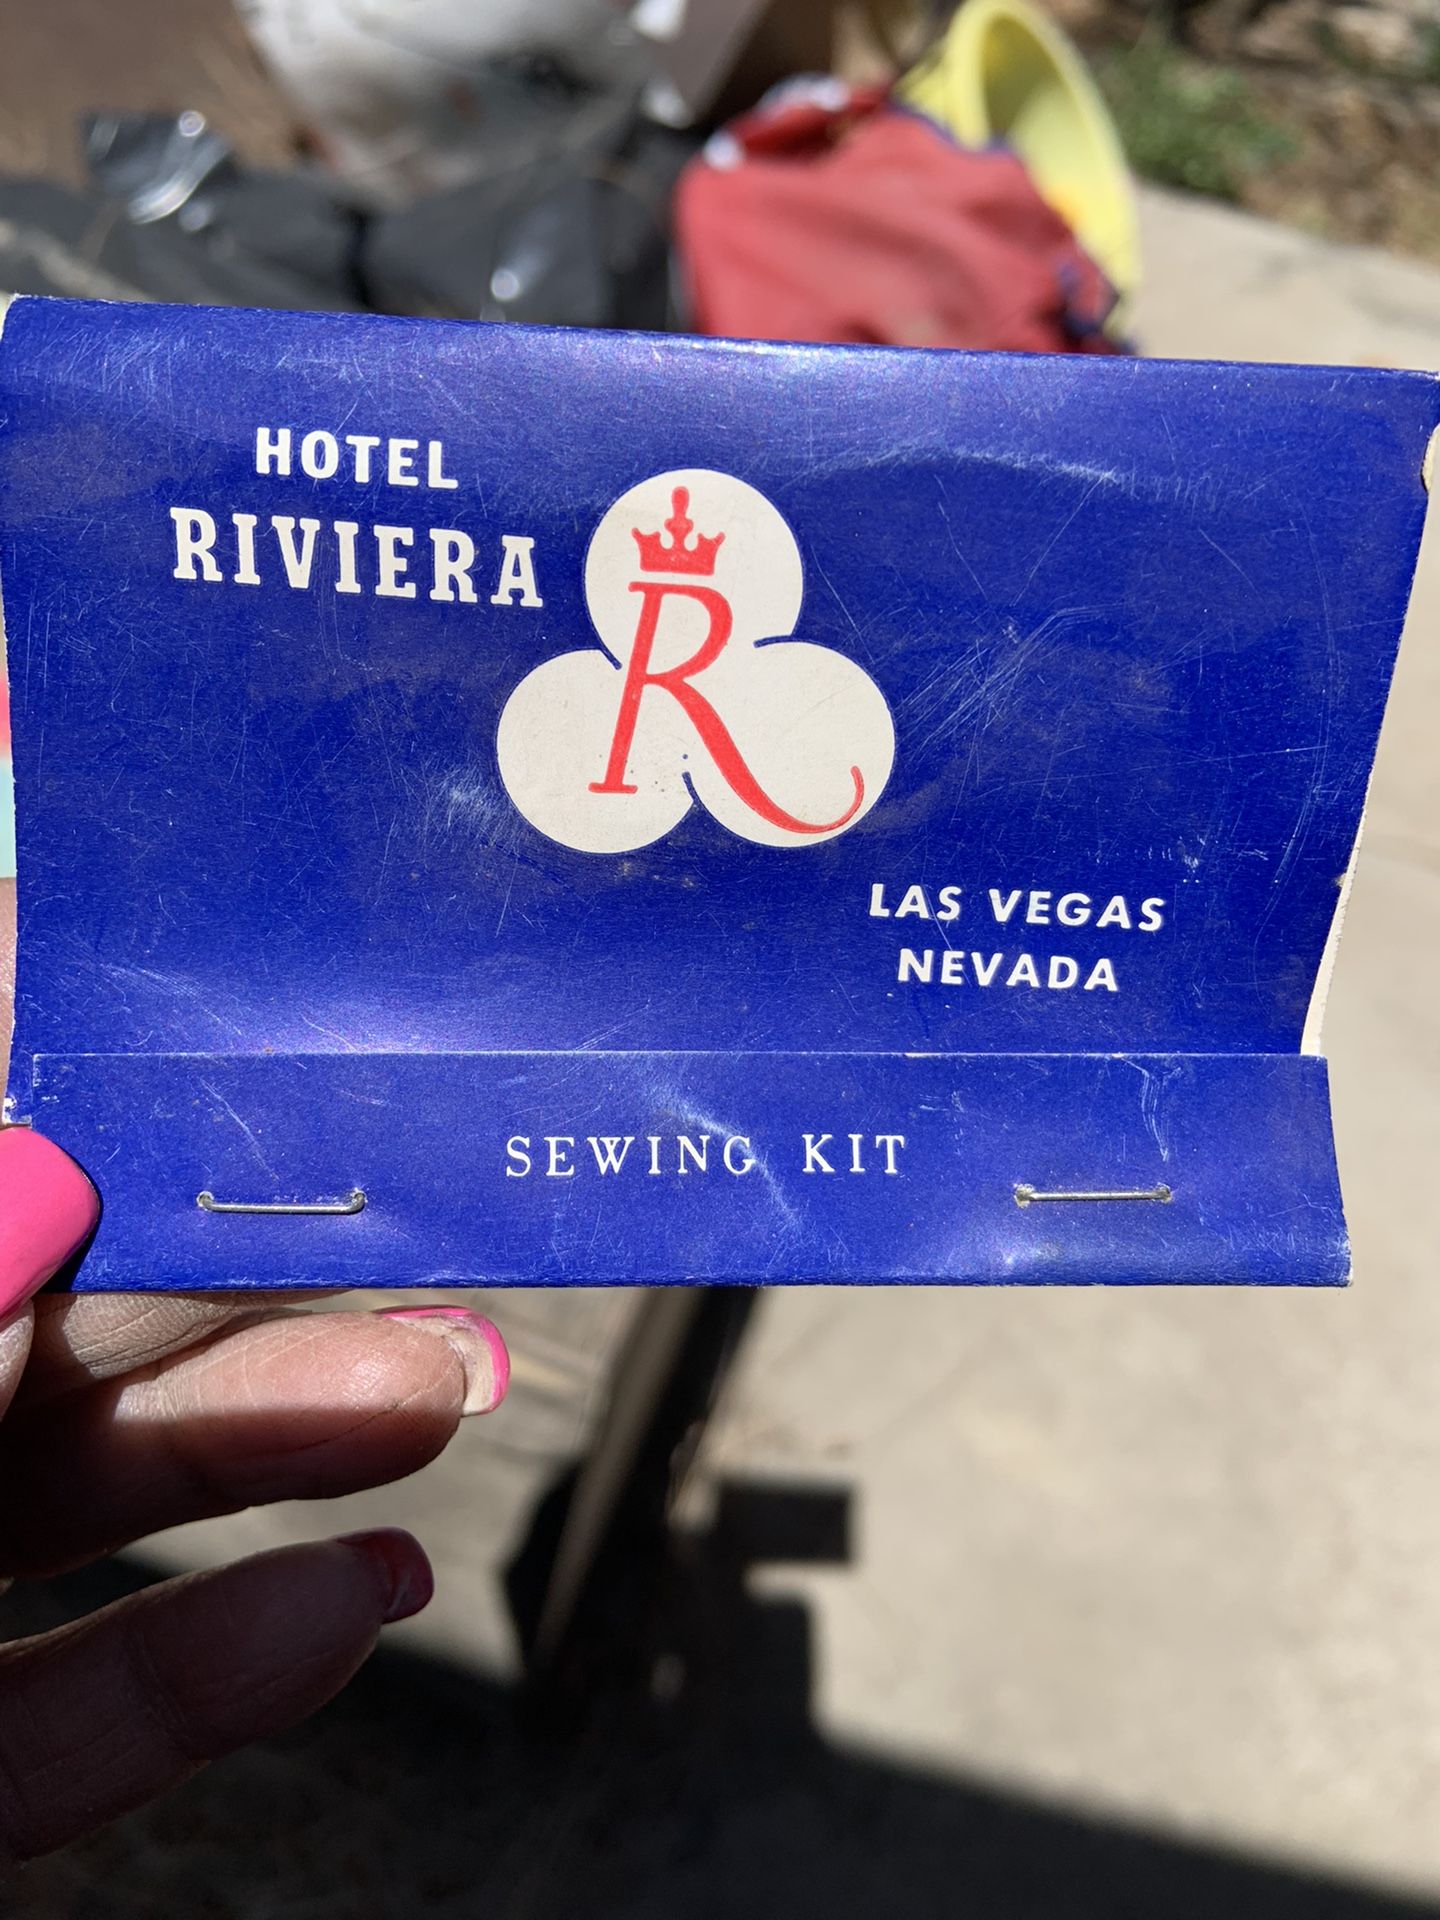 HOTEL
RIVIERA
R
LAS VEGAS
NEVADA
SEWING KIT